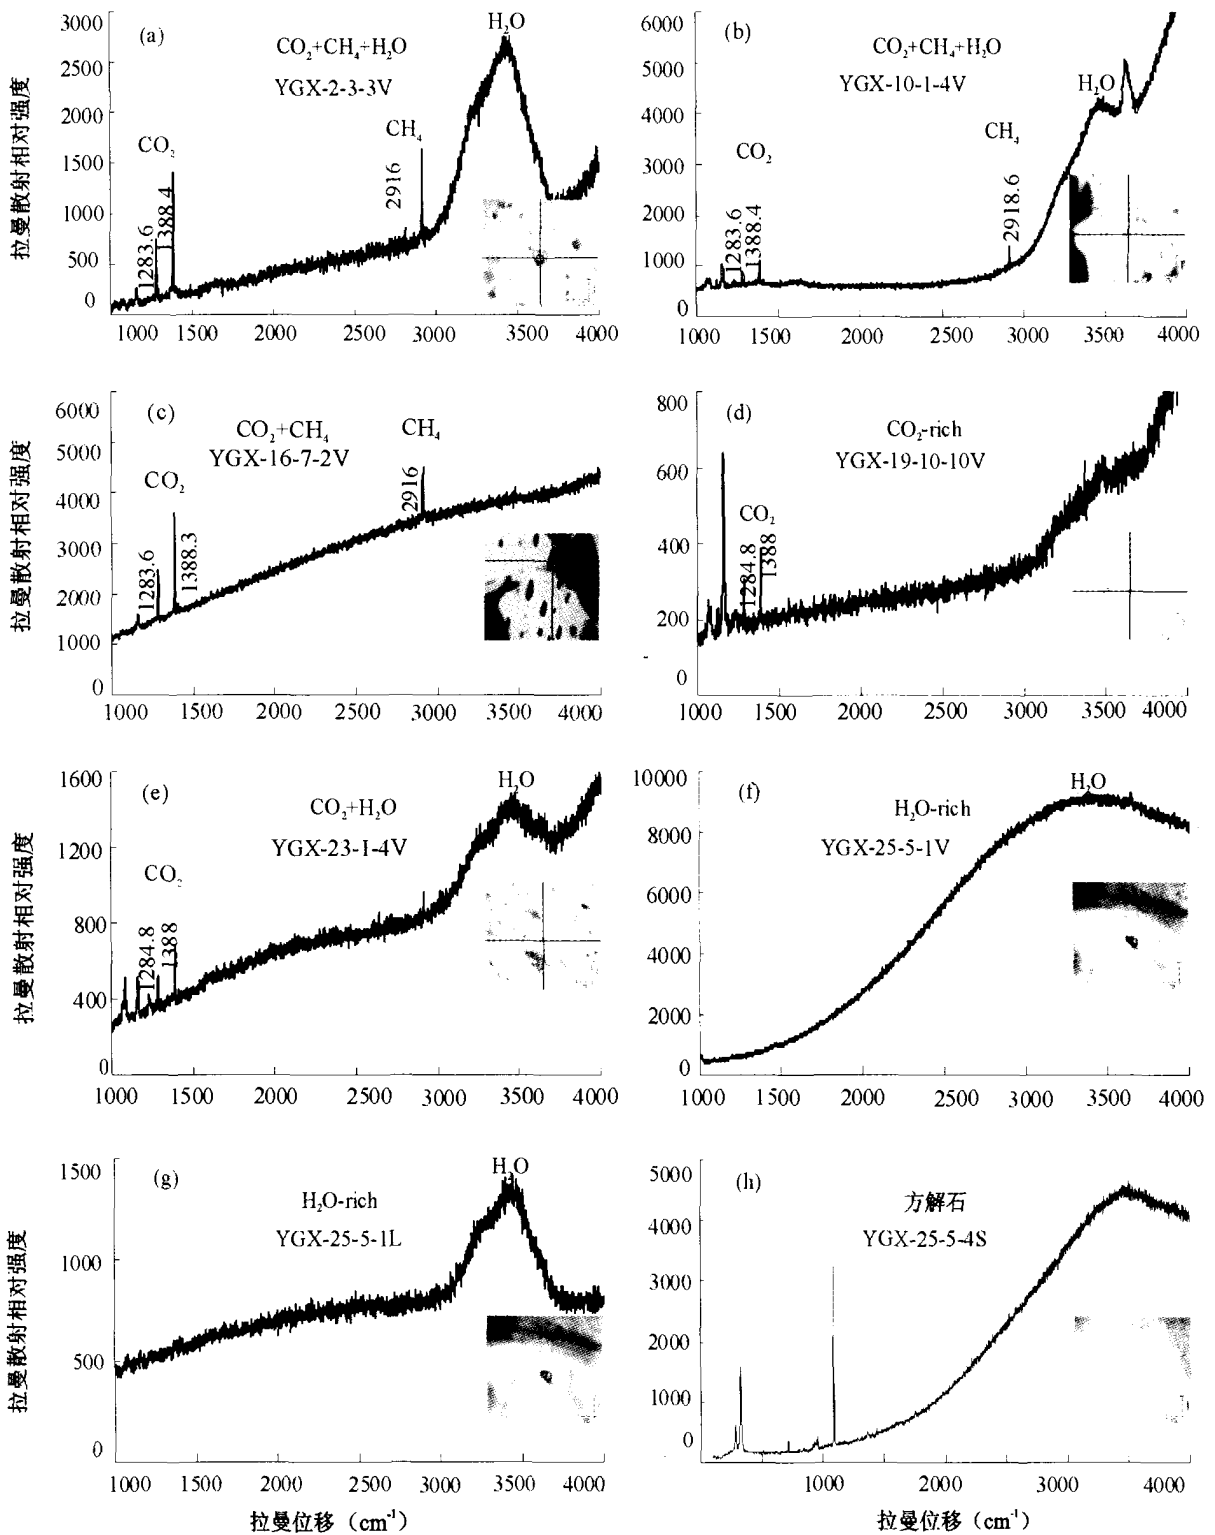 (a)
CO₂+CH₄+H₂O
YGX-2-3-3V
H₂O
CO₂
CH₄
1283.6
1388.4
2916
拉曼散射相对强度
3000
2500
2000
1500
1000
500
0
1000 1500 2000 2500 3000 3500 4000
(b)
CO₂+CH₄+H₂O
YGX-10-1-4V
H₂O
CO₂
CH₄
1283.6
1388.4
2918.6
6000
5000
4000
3000
2000
1000
0
1000 1500 2000 2500 3000 3500 4000
(c)
CO₂+CH₄
YGX-16-7-2V
CH₄
CO₂
1283.6
1388.3
2916
拉曼散射相对强度
6000
5000
4000
3000
2000
1000
0
1000 1500 2000 2500 3000 3500 4000
(d)
CO₂-rich
YGX-19-10-10V
CO₂
1284.8
1388
800
600
400
200
0
1000 1500 2000 2500 3000 3500 4000
(e)
CO₂+H₂O
YGX-23-1-4V
H₂O
CO₂
1284.8
1388
拉曼散射相对强度
1600
1200
800
400
0
1000 1500 2000 2500 3000 3500 4000
(f)
H₂O-rich
YGX-25-5-1V
H₂O
10000
8000
6000
4000
2000
0
1000 1500 2000 2500 3000 3500 4000
(g)
H₂O-rich
YGX-25-5-1L
H₂O
拉曼散射相对强度
1500
1000
500
0
1000 1500 2000 2500 3000 3500 4000
拉曼位移（cm⁻¹）
(h)
方解石
YGX-25-5-4S
5000
4000
3000
2000
1000
0
1000 2000 3000 4000
拉曼位移（cm⁻¹）